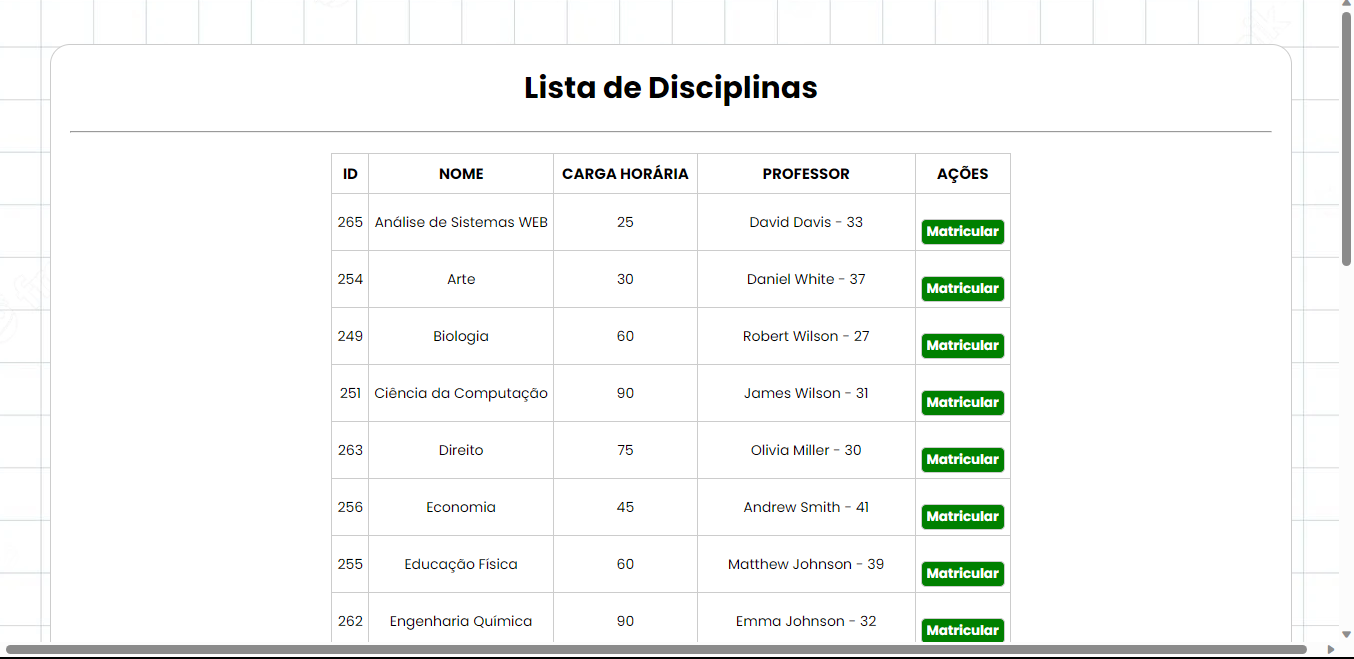 Lista de Disciplinas
ID NOME CARGA HORÁRIA PROFESSOR AÇÕES
265 Análise de Sistemas WEB 25 David Davis - 33 Matricular
254 Arte 30 Daniel White - 37 Matricular
249 Biologia 60 Robert Wilson - 27 Matricular
251 Ciência da Computação 90 James Wilson - 31 Matricular
263 Direito 75 Olivia Miller - 30 Matricular
256 Economia 45 Andrew Smith - 41 Matricular
255 Educação Física 60 Matthew Johnson - 39 Matricular
262 Engenharia Química 90 Emma Johnson - 32 Matricular